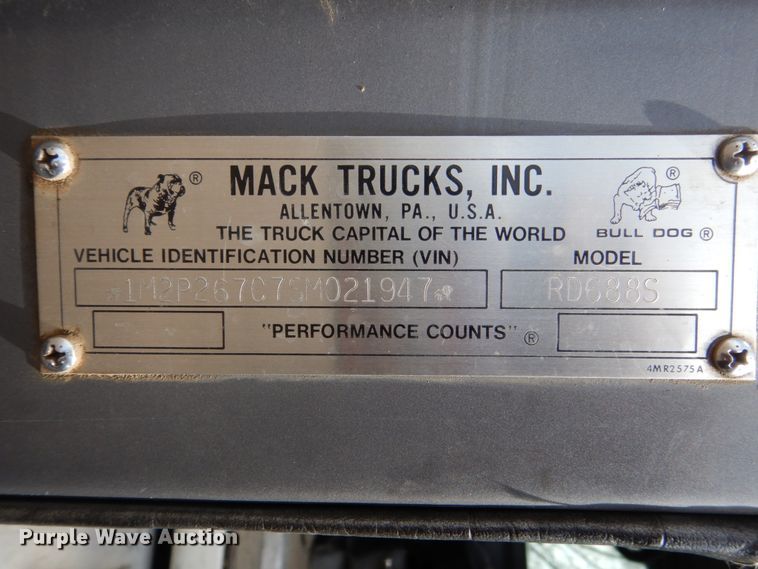 ® MACK TRUCKS, INC. ®
ALLENTOWN, PA., U.S.A.
THE TRUCK CAPITAL OF THE WORLD BULL DOG ®
VEHICLE IDENTIFICATION NUMBER (VIN) MODEL
1M2P267C7SM021947 RD688S
"PERFORMANCE COUNTS" ®
4MR2575A
Purple Wave Auction